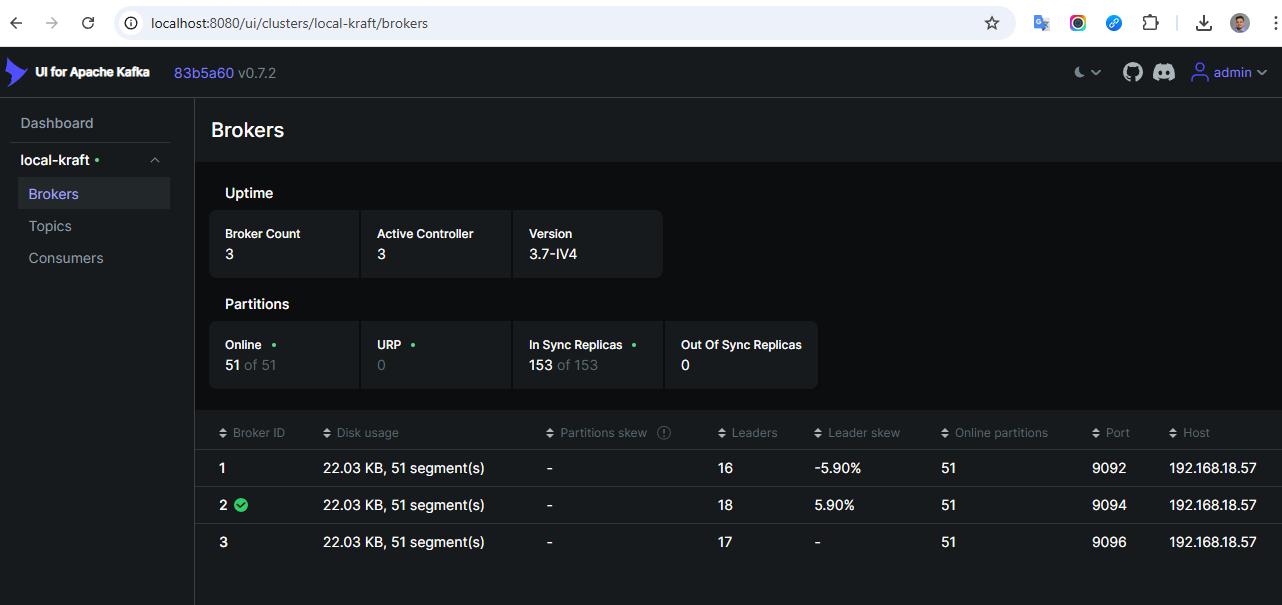 localhost:8080/ui/clusters/local-kraft/brokers
UI for Apache Kafka 83b5a60 v0.7.2 admin
Dashboard
local-kraft
Brokers
Topics
Consumers
Brokers
Uptime
Broker Count Active Controller Version
3 3 3.7-IV4
Partitions
Online URP In Sync Replicas Out Of Sync Replicas
51 of 51 0 153 of 153 0
Broker ID Disk usage Partitions skew Leaders Leader skew Online partitions Port Host
1 22.03 KB, 51 segment(s) - 16 -5.90% 51 9092 192.168.18.57
2 22.03 KB, 51 segment(s) - 18 5.90% 51 9094 192.168.18.57
3 22.03 KB, 51 segment(s) - 17 - 51 9096 192.168.18.57